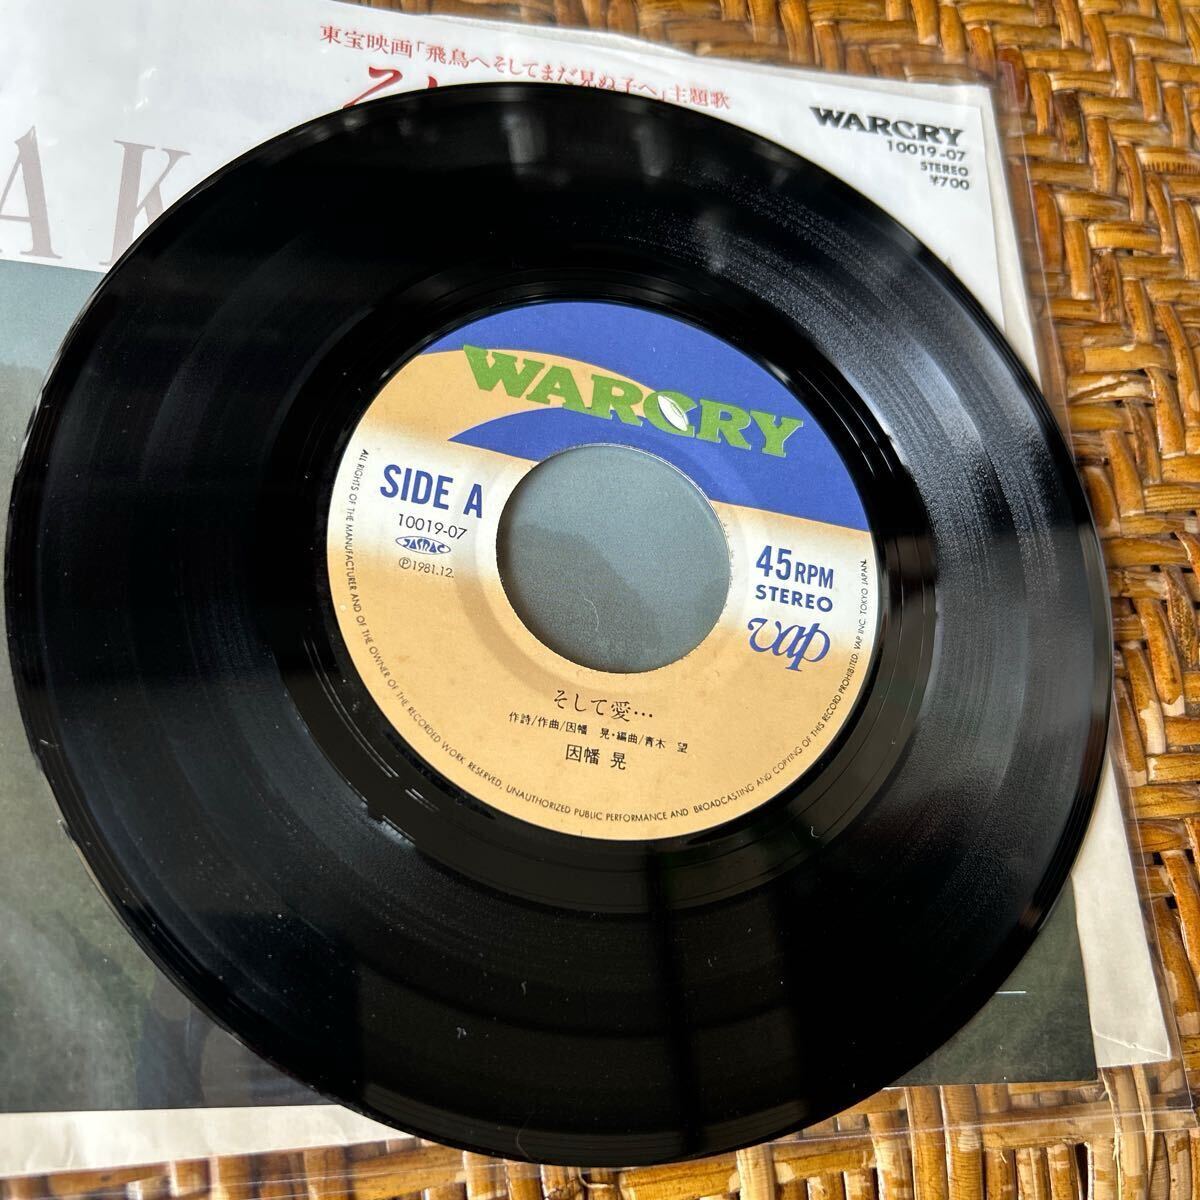 東宝映画「飛鳥へそしてまだ見ぬ子へ」主題歌
WARCRY
10019-07
STEREO
¥700
AK
WARCRY
SIDE A
10019-07
JASRAC
Ⓟ1981.12.
45RPM
STEREO
vap
そして愛…
作詩/作曲/因幡 晃・編曲/青木 望
因幡 晃
ALL RIGHTS OF THE MANUFACTURER AND OF THE OWNER OF THE RECORDED WORK RESERVED, UNAUTHORIZED PUBLIC PERFORMANCE AND BROADCASTING AND COPYING OF THIS RECORD PROHIBITED. VAP INC. TOKYO JAPAN.